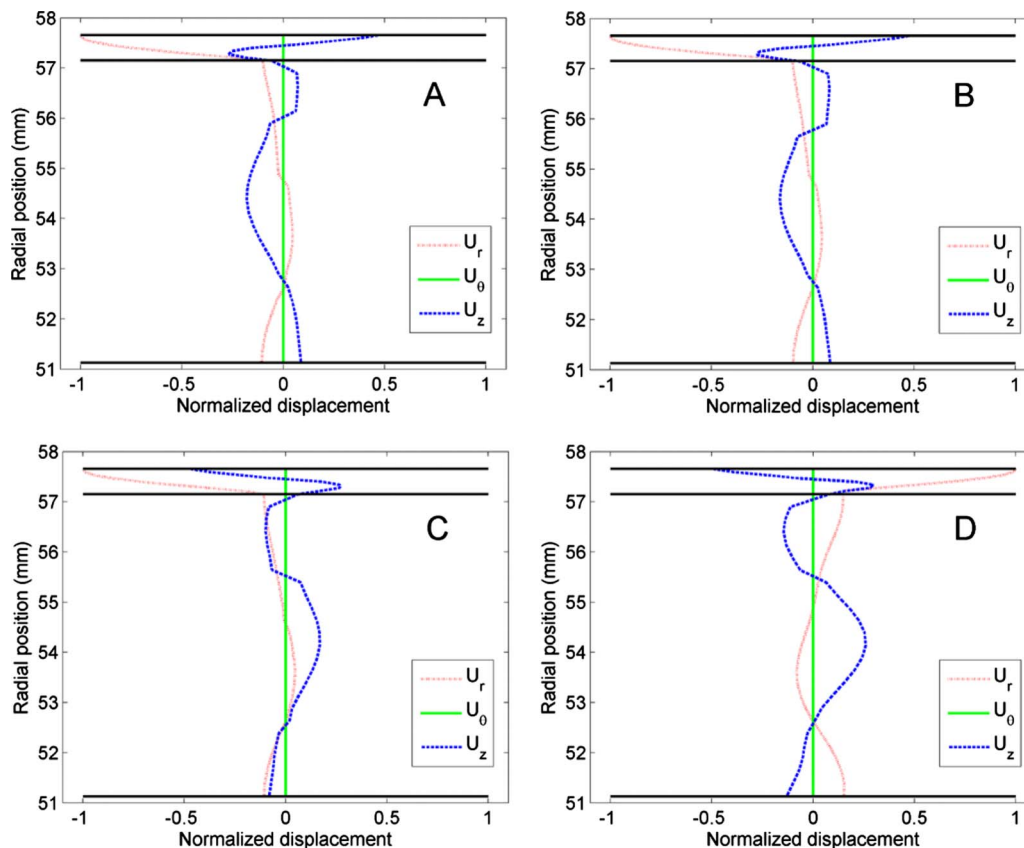 58
57
56
55
54
53
52
51
Radial position (mm)
A
U_r
U_θ
U_z
-1
-0.5
0
0.5
1
Normalized displacement
58
57
56
55
54
53
52
51
Radial position (mm)
B
U_r
U_θ
U_z
-1
-0.5
0
0.5
1
Normalized displacement
58
57
56
55
54
53
52
51
Radial position (mm)
C
U_r
U_θ
U_z
-1
-0.5
0
0.5
1
Normalized displacement
58
57
56
55
54
53
52
51
Radial position (mm)
D
U_r
U_θ
U_z
-1
-0.5
0
0.5
1
Normalized displacement